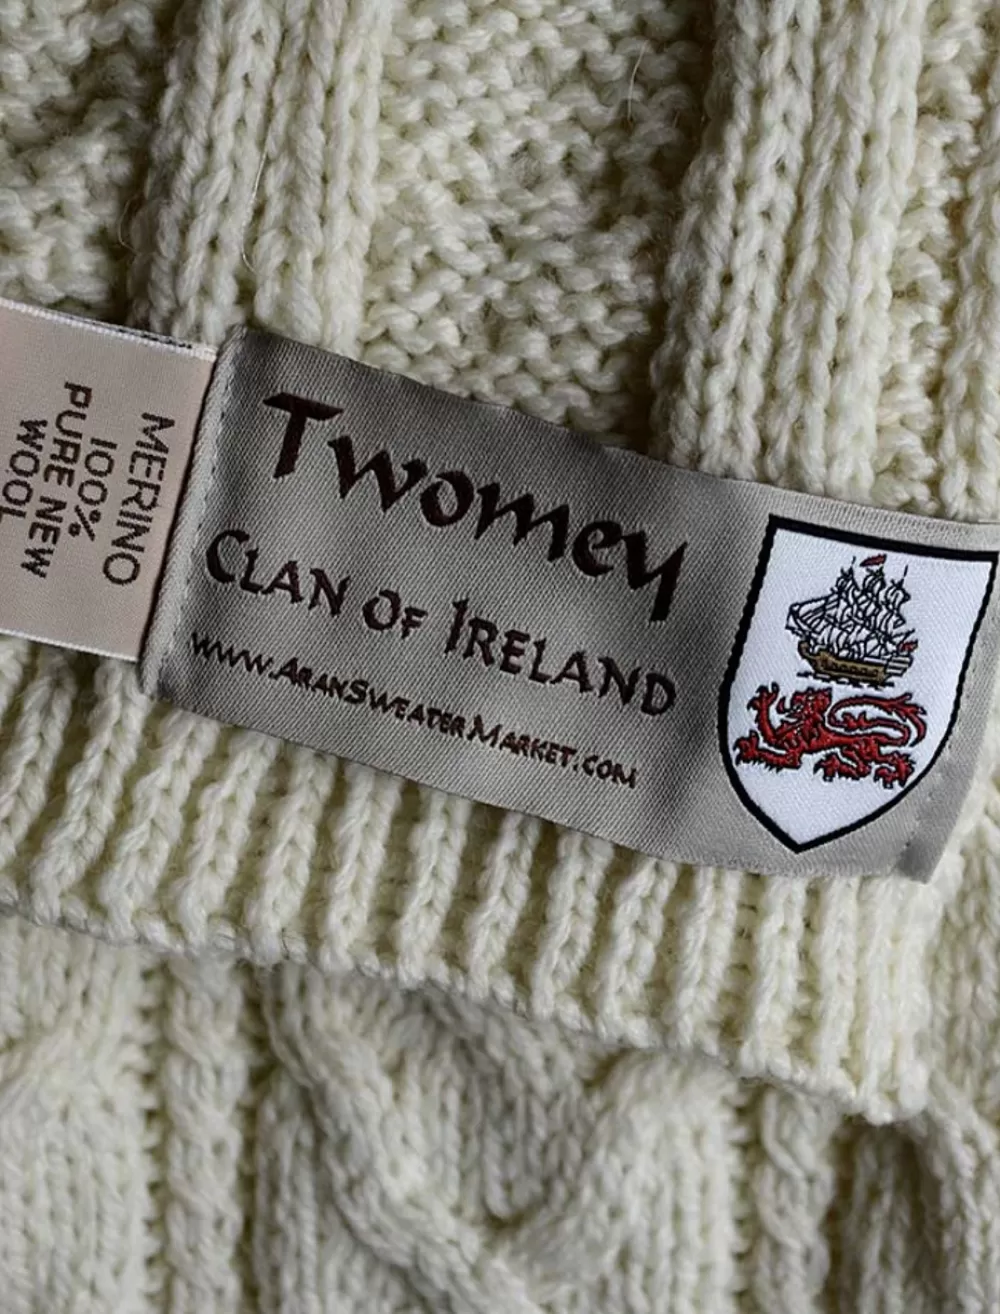 MERINO
100%
PURE NEW
WOOL
Twomey
CLAN OF IRELAND
WWW.ARANSWEATERMARKET.COM